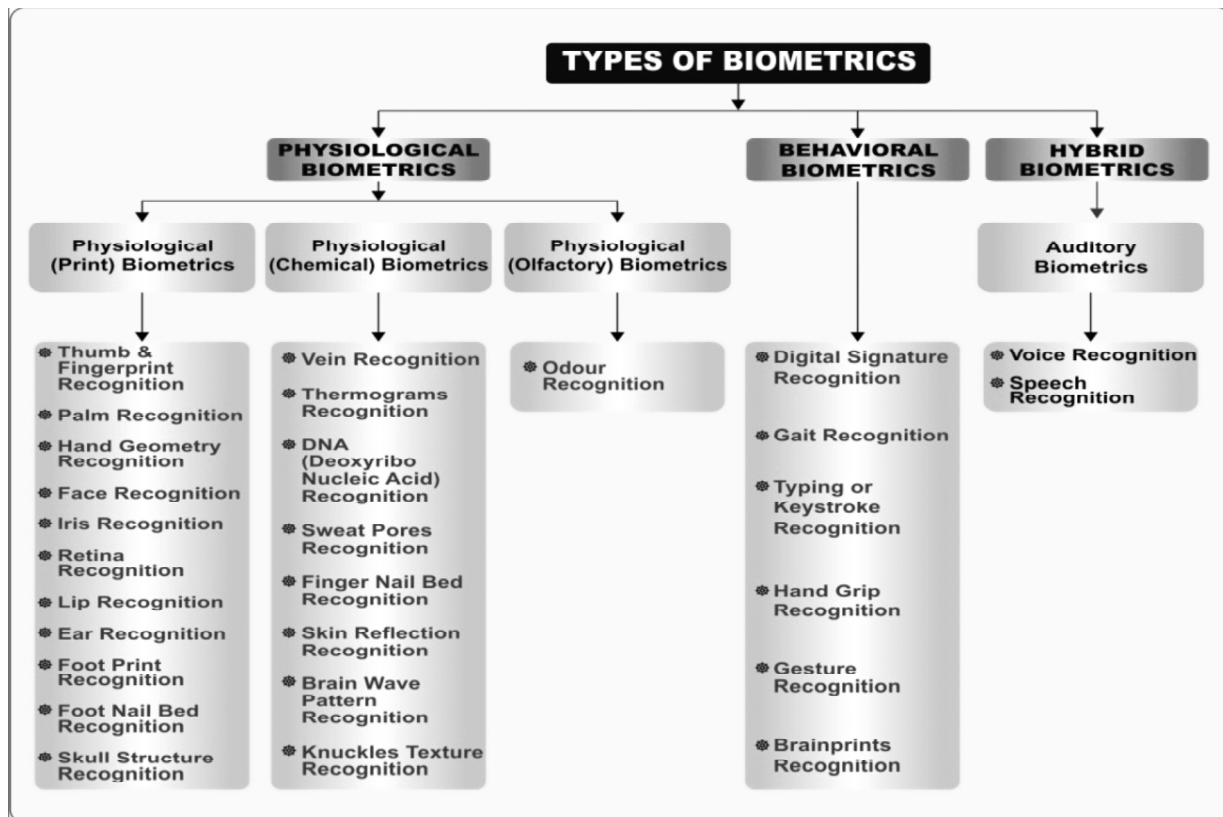 TYPES OF BIOMETRICS
PHYSIOLOGICAL
BIOMETRICS
BEHAVIORAL
BIOMETRICS
HYBRID
BIOMETRICS
Physiological
(Print) Biometrics
Physiological
(Chemical) Biometrics
Physiological
(Olfactory) Biometrics
Auditory
Biometrics
Thumb &
Fingerprint
Recognition
Palm Recognition
Hand Geometry
Recognition
Face Recognition
Iris Recognition
Retina
Recognition
Lip Recognition
Ear Recognition
Foot Print
Recognition
Foot Nail Bed
Recognition
Skull Structure
Recognition
Vein Recognition
Thermograms
Recognition
DNA
(Deoxyribo
Nucleic Acid)
Recognition
Sweat Pores
Recognition
Finger Nail Bed
Recognition
Skin Reflection
Recognition
Brain Wave
Pattern
Recognition
Knuckles Texture
Recognition
Odour
Recognition
Digital Signature
Recognition
Gait Recognition
Typing or
Keystroke
Recognition
Hand Grip
Recognition
Gesture
Recognition
Brainprints
Recognition
Voice Recognition
Speech
Recognition